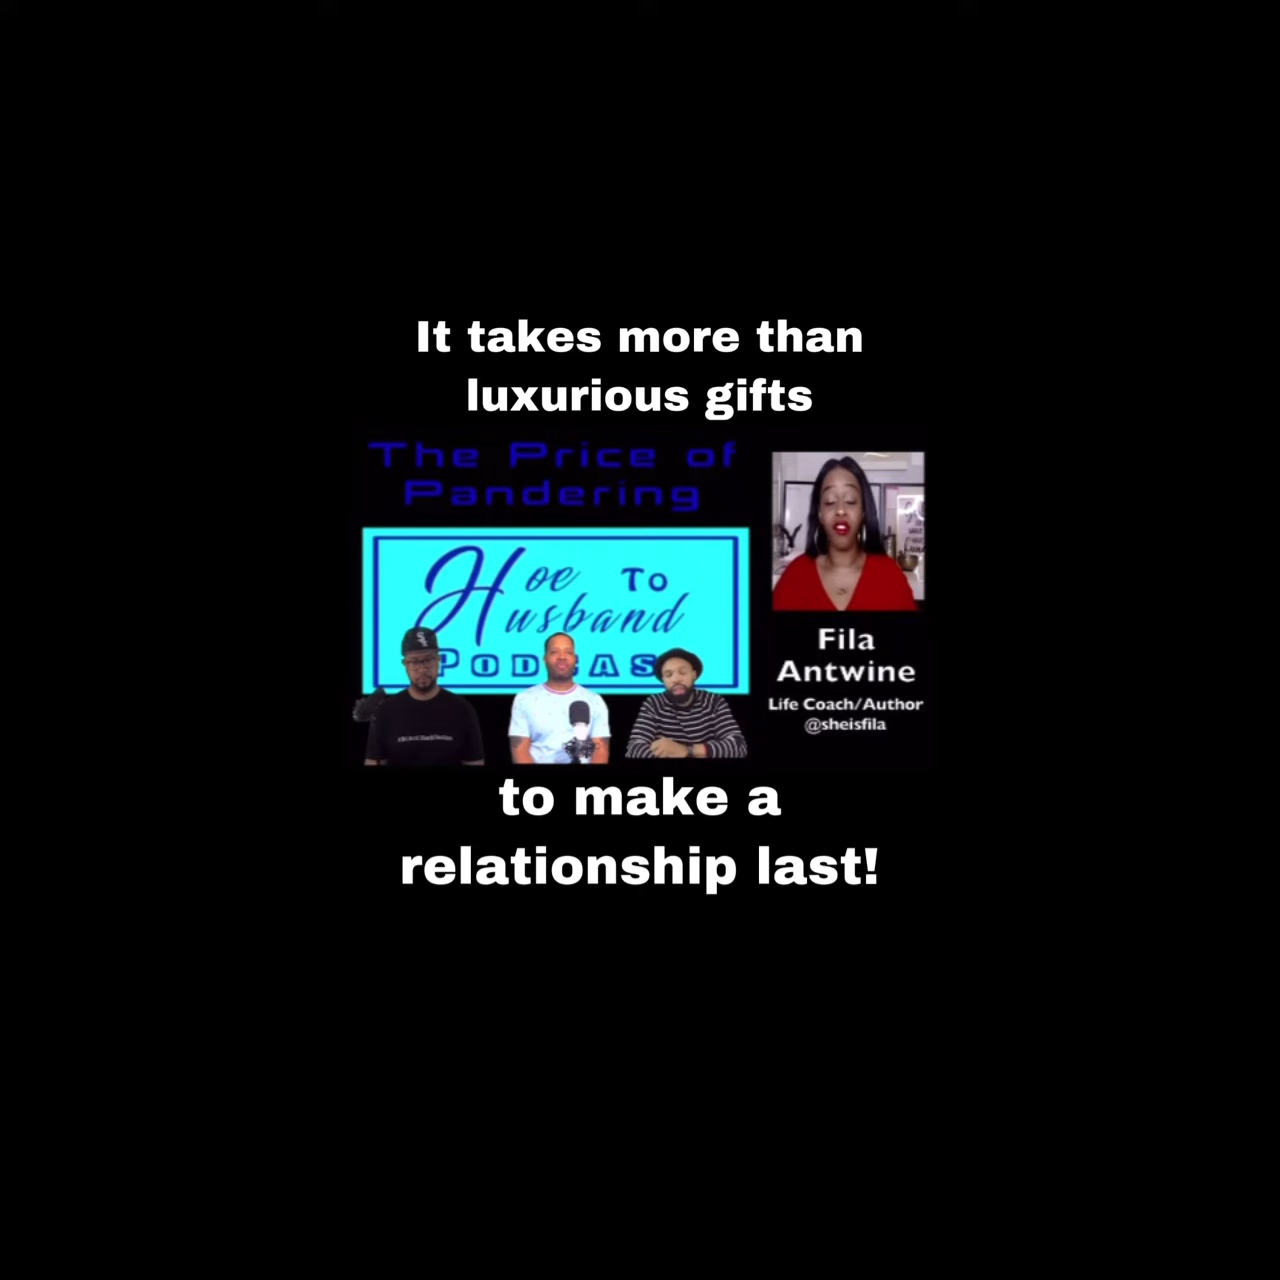 It takes more than
luxurious gifts
The Price of
Pandering
Hoe To
Husband
PODCAS
Fila
Antwine
Life Coach/Author
@sheisfila
to make a
relationship last!